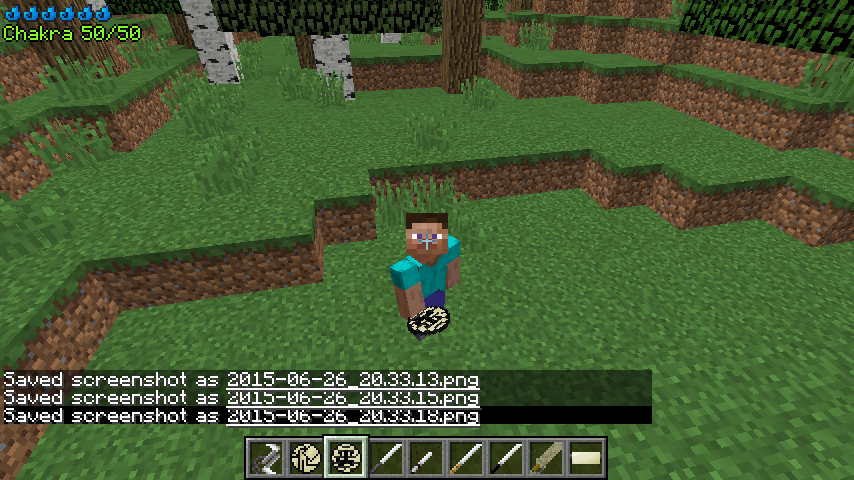 Chakra 50/50
Saved screenshot as 2015-06-26_20.33.13.png
Saved screenshot as 2015-06-26_20.33.15.png
Saved screenshot as 2015-06-26_20.33.18.png